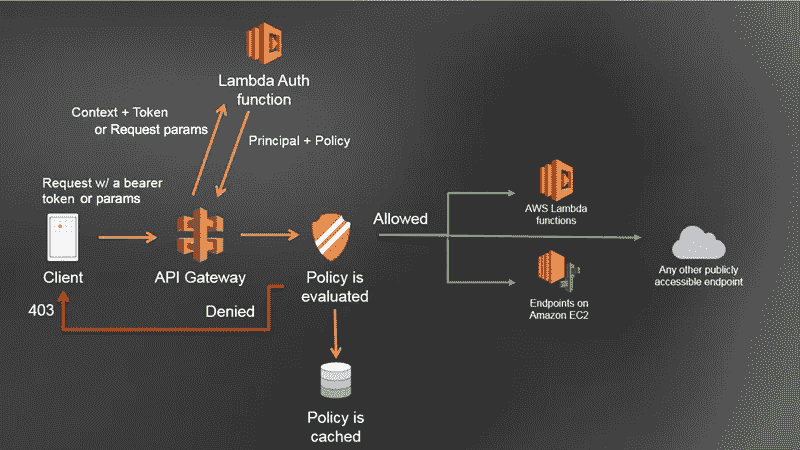 Lambda Auth
function
Context + Token
or Request params
Principal + Policy
Request w/ a bearer
token or params
Client
API Gateway
Policy is
evaluated
Allowed
AWS Lambda
functions
Any other publicly
accessible endpoint
Endpoints on
Amazon EC2
403
Denied
Policy is
cached